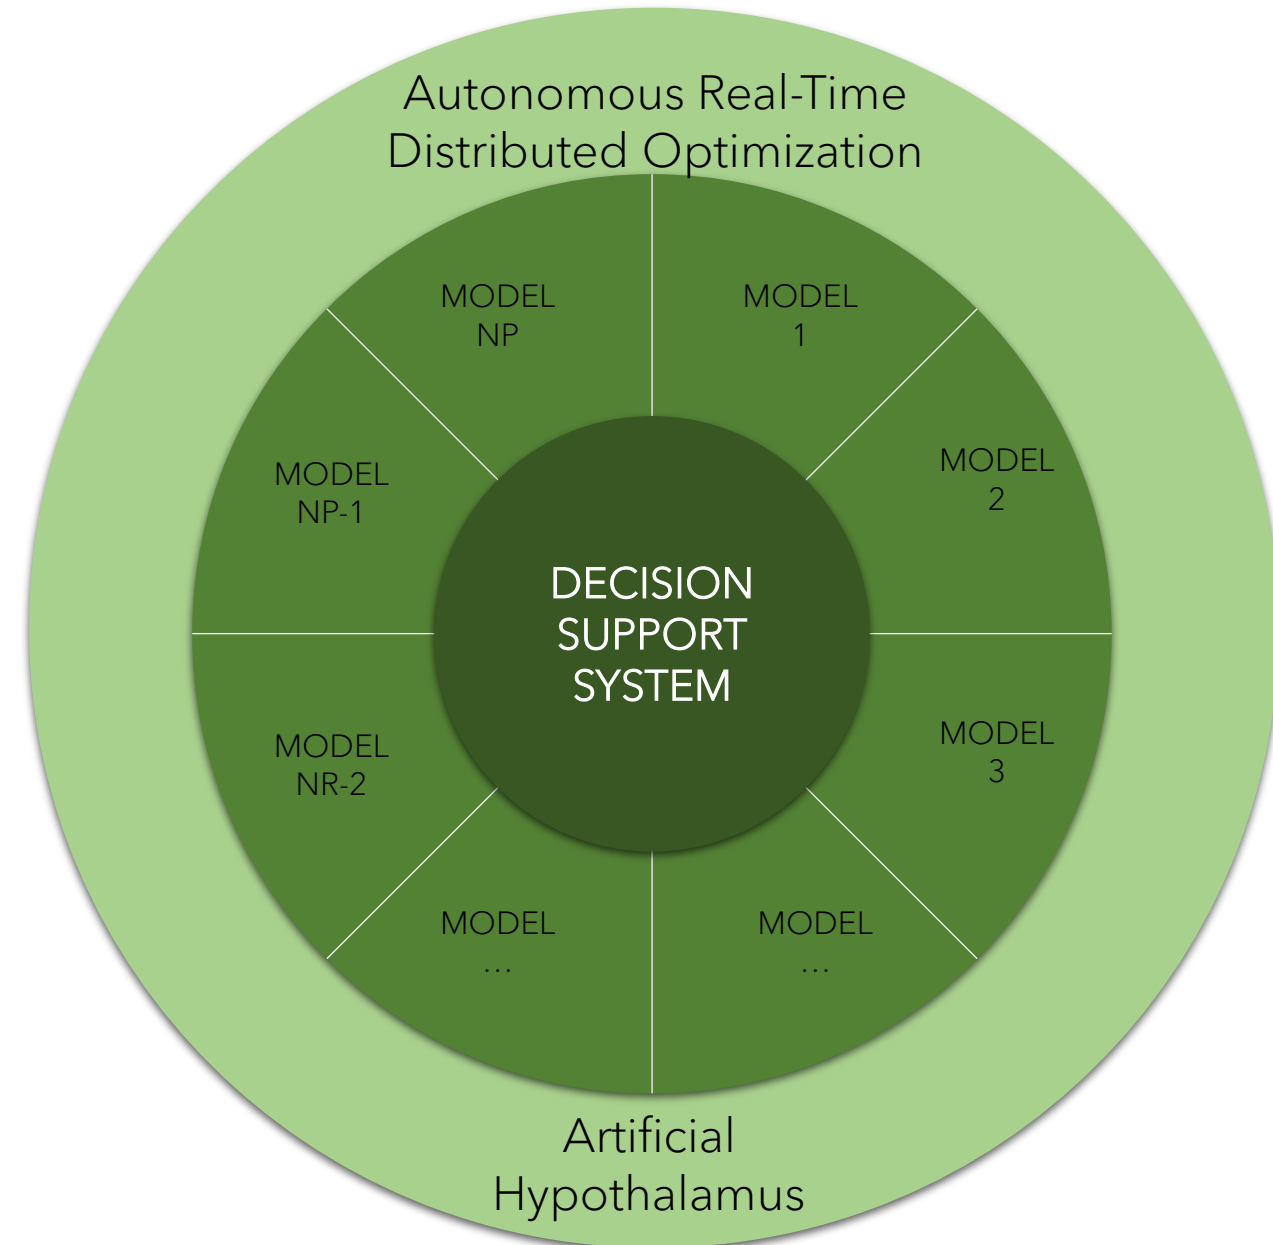 Autonomous Real-Time
Distributed Optimization
MODEL
NP
MODEL
1
MODEL
NP-1
MODEL
2
DECISION
SUPPORT
SYSTEM
MODEL
NR-2
MODEL
3
MODEL
...
MODEL
...
Artificial
Hypothalamus